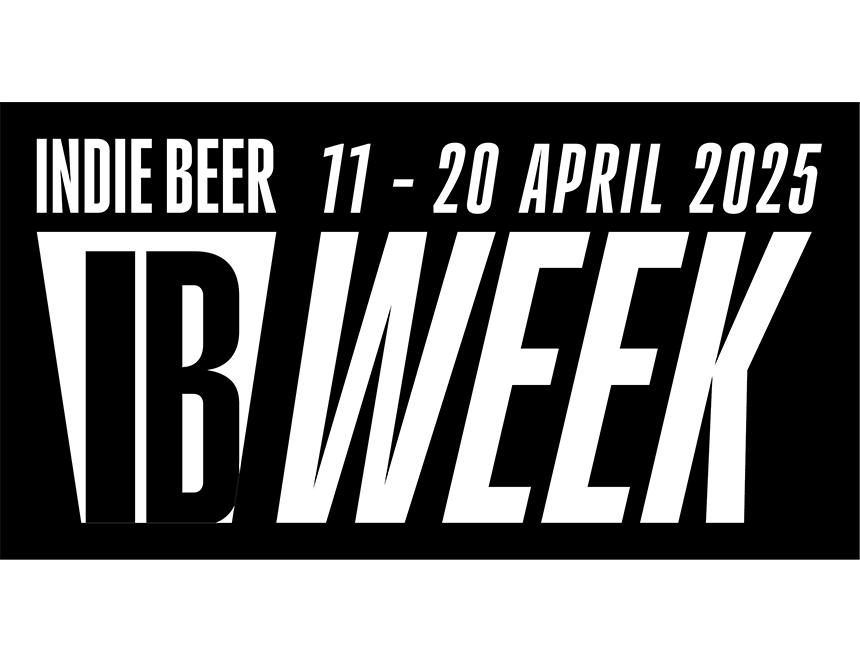 INDIE BEER 11 - 20 APRIL 2025
IB WEEK